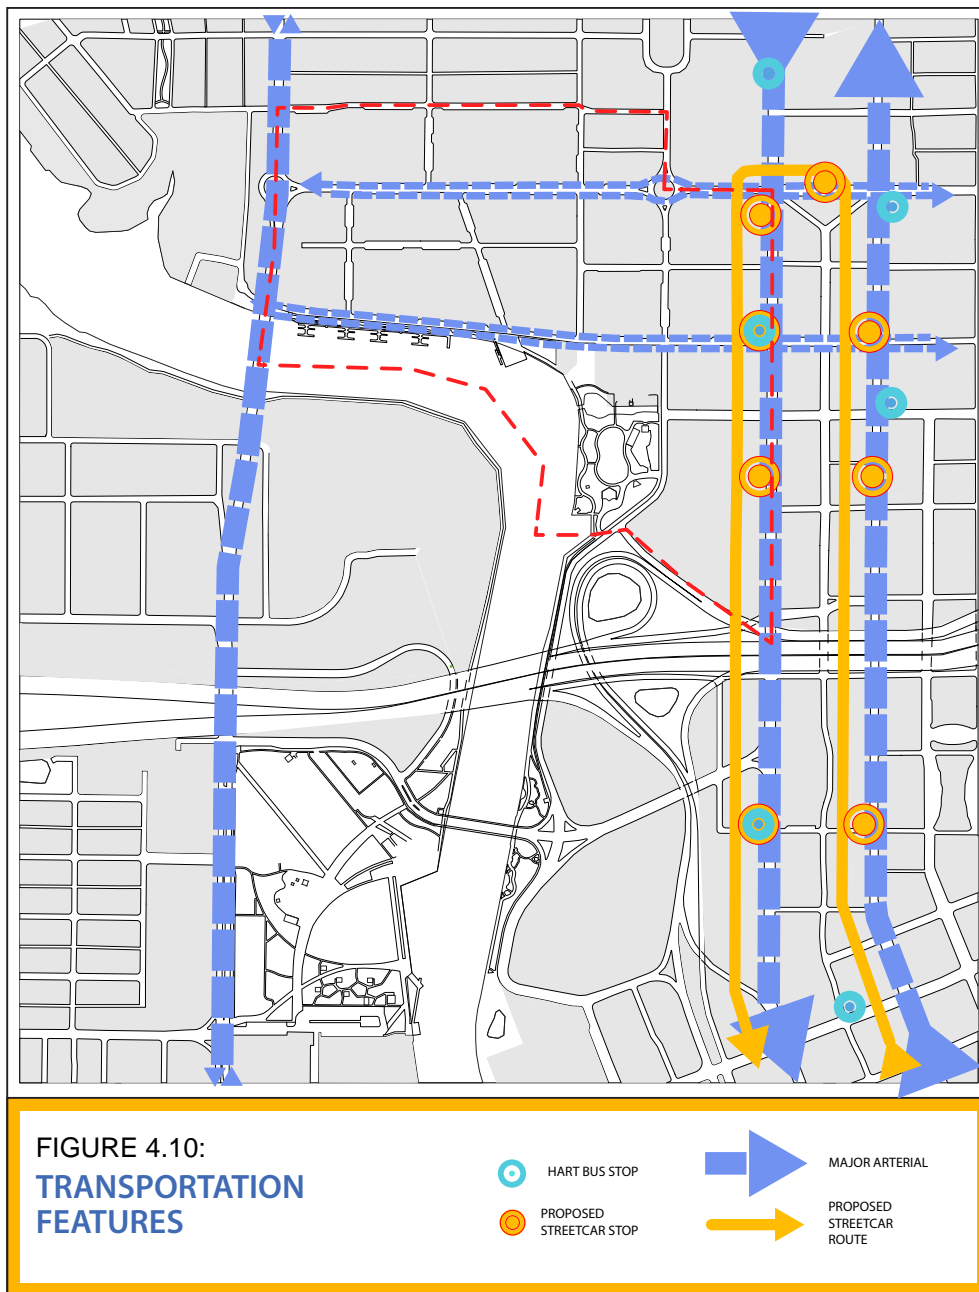 FIGURE 4.10:
TRANSPORTATION
FEATURES
HART BUS STOP
PROPOSED
STREETCAR STOP
MAJOR ARTERIAL
PROPOSED
STREETCAR
ROUTE